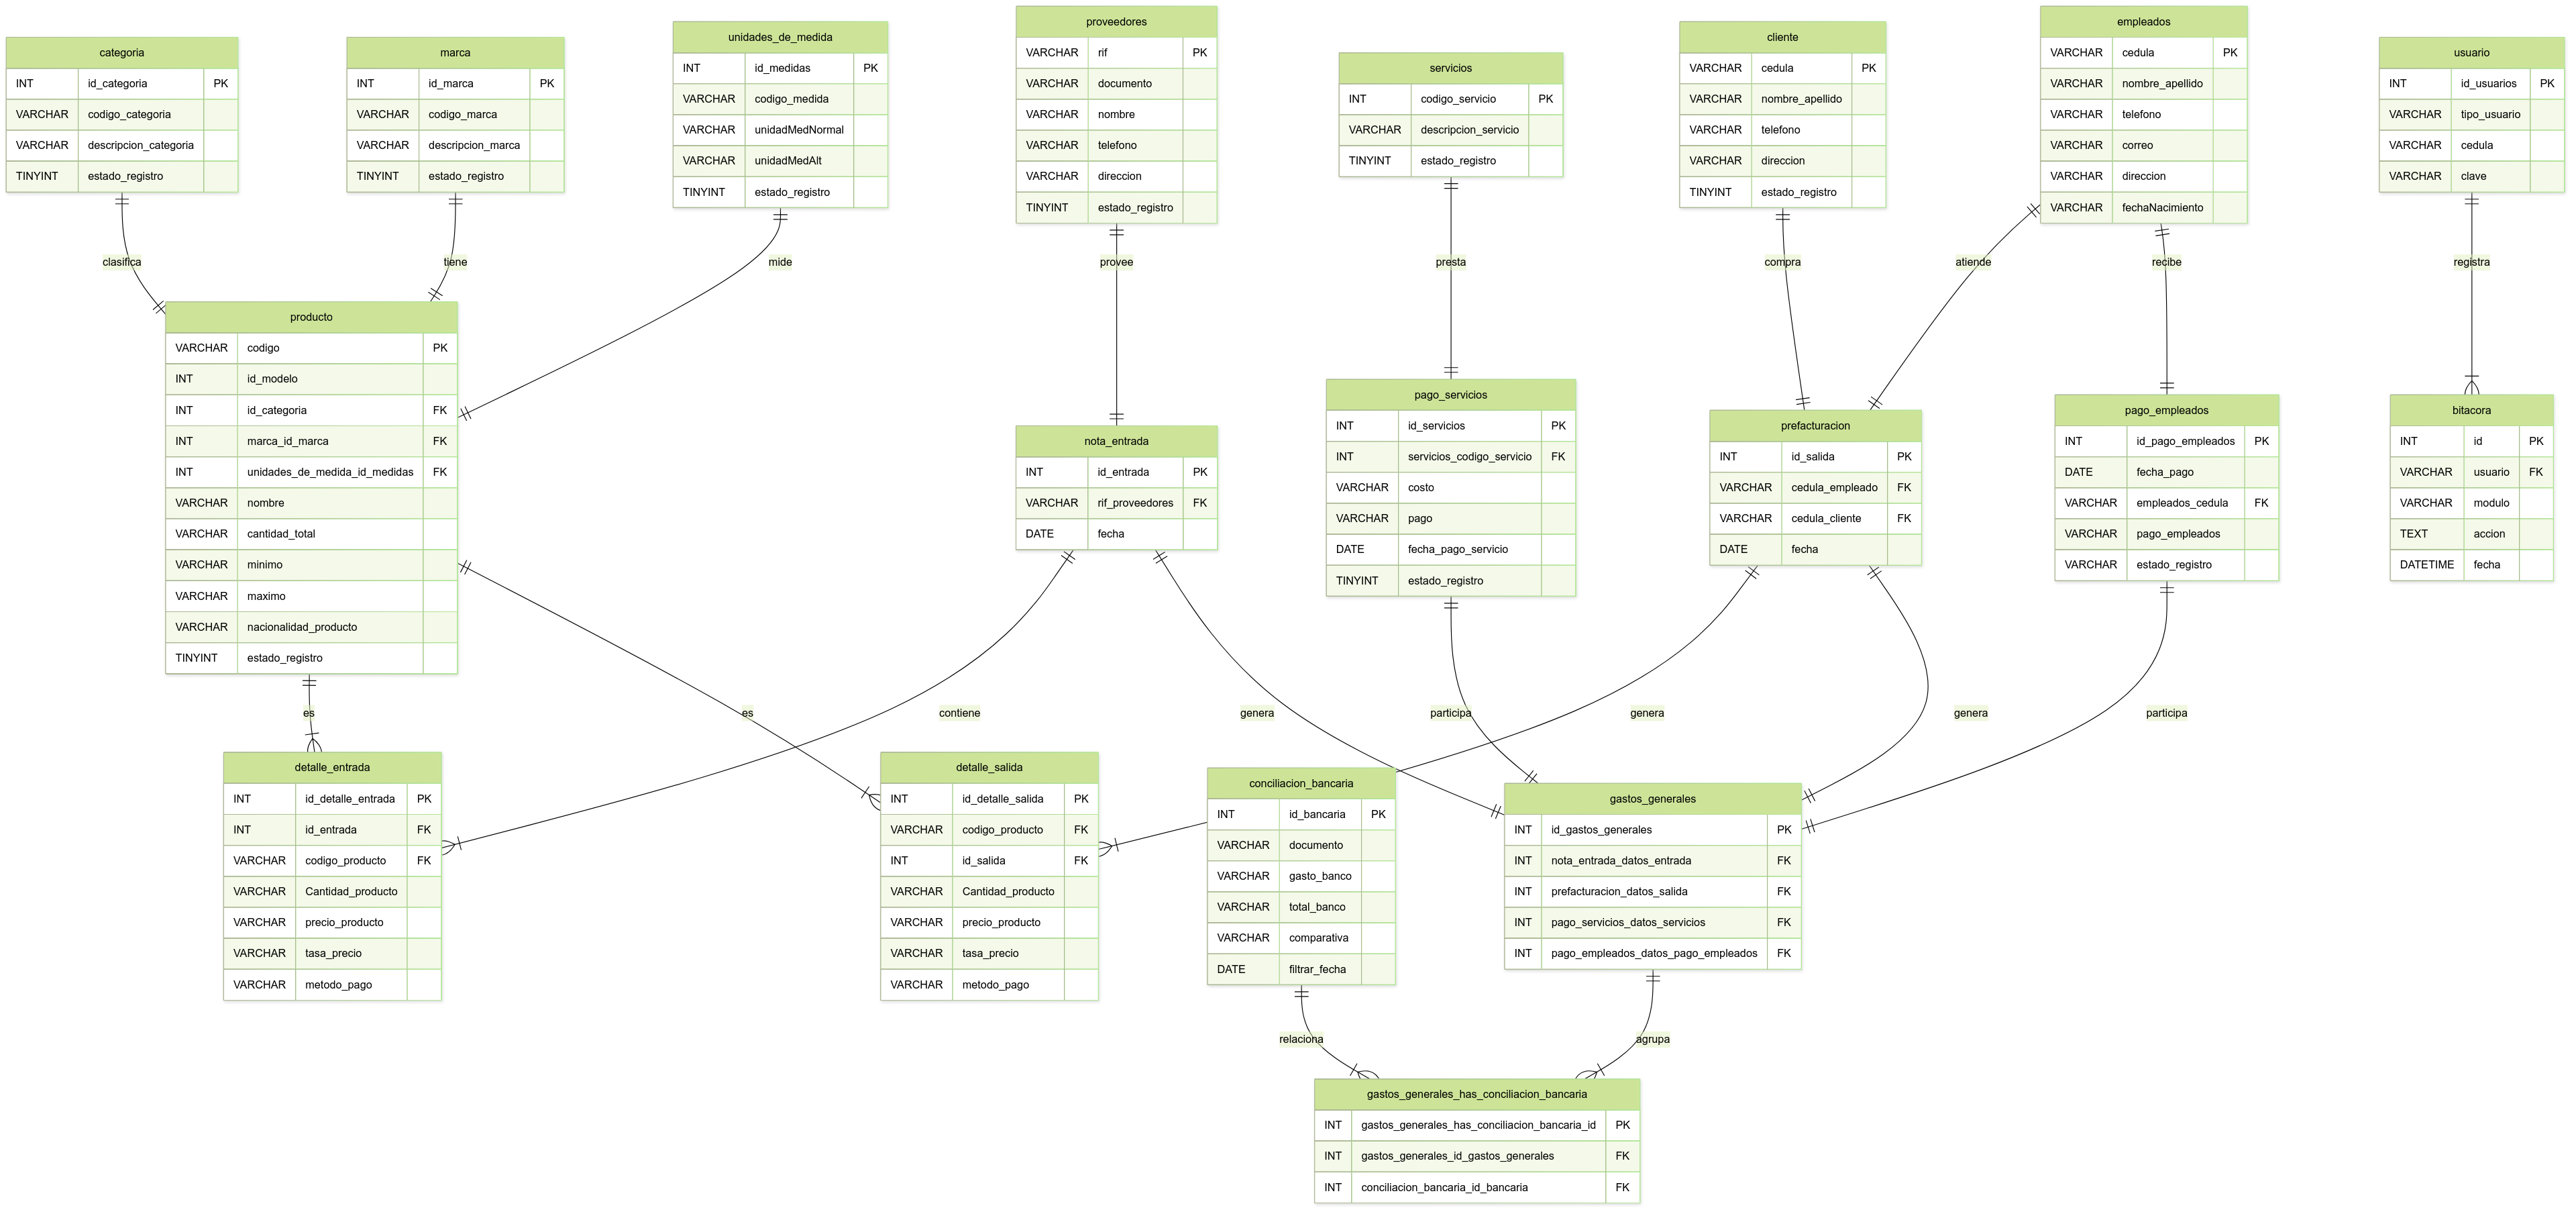 categoria
INT id_categoria PK
VARCHAR codigo_categoria
VARCHAR descripcion_categoria
TINYINT estado_registro
marca
INT id_marca PK
VARCHAR codigo_marca
VARCHAR descripcion_marca
TINYINT estado_registro
unidades_de_medida
INT id_medidas PK
VARCHAR codigo_medida
VARCHAR unidadMedNormal
VARCHAR unidadMedAlt
TINYINT estado_registro
proveedores
VARCHAR rif PK
VARCHAR documento
VARCHAR nombre
VARCHAR telefono
VARCHAR direccion
TINYINT estado_registro
servicios
INT codigo_servicio PK
VARCHAR descripcion_servicio
TINYINT estado_registro
cliente
VARCHAR cedula PK
VARCHAR nombre_apellido
VARCHAR telefono
VARCHAR direccion
TINYINT estado_registro
empleados
VARCHAR cedula PK
VARCHAR nombre_apellido
VARCHAR telefono
VARCHAR correo
VARCHAR direccion
VARCHAR fechaNacimiento
usuario
INT id_usuarios PK
VARCHAR tipo_usuario
VARCHAR cedula
VARCHAR clave
clasifica
tiene
mide
provee
presta
compra
atiende
recibe
registra
producto
VARCHAR codigo PK
INT id_modelo
INT id_categoria FK
INT marca_id_marca FK
INT unidades_de_medida_id_medidas FK
VARCHAR nombre
VARCHAR cantidad_total
VARCHAR minimo
VARCHAR maximo
VARCHAR nacionalidad_producto
TINYINT estado_registro
nota_entrada
INT id_entrada PK
VARCHAR rif_proveedores FK
DATE fecha
pago_servicios
INT id_servicios PK
INT servicios_codigo_servicio FK
VARCHAR costo
VARCHAR pago
DATE fecha_pago_servicio
TINYINT estado_registro
prefacturacion
INT id_salida PK
VARCHAR cedula_empleado FK
VARCHAR cedula_cliente FK
DATE fecha
pago_empleados
INT id_pago_empleados PK
DATE fecha_pago
VARCHAR empleados_cedula FK
VARCHAR pago_empleados
VARCHAR estado_registro
bitacora
INT id PK
VARCHAR usuario FK
VARCHAR modulo
TEXT accion
DATETIME fecha
es
es
contiene
genera
participa
genera
genera
participa
detalle_entrada
INT id_detalle_entrada PK
INT id_entrada FK
VARCHAR codigo_producto FK
VARCHAR Cantidad_producto
VARCHAR precio_producto
VARCHAR tasa_precio
VARCHAR metodo_pago
detalle_salida
INT id_detalle_salida PK
VARCHAR codigo_producto FK
INT id_salida FK
VARCHAR Cantidad_producto
VARCHAR precio_producto
VARCHAR tasa_precio
VARCHAR metodo_pago
conciliacion_bancaria
INT id_bancaria PK
VARCHAR documento
VARCHAR gasto_banco
VARCHAR total_banco
VARCHAR comparativa
DATE filtrar_fecha
gastos_generales
INT id_gastos_generales PK
INT nota_entrada_datos_entrada FK
INT prefacturacion_datos_salida FK
INT pago_servicios_datos_servicios FK
INT pago_empleados_datos_pago_empleados FK
relaciona
agrupa
gastos_generales_has_conciliacion_bancaria
INT gastos_generales_has_conciliacion_bancaria_id PK
INT gastos_generales_id_gastos_generales FK
INT conciliacion_bancaria_id_bancaria FK